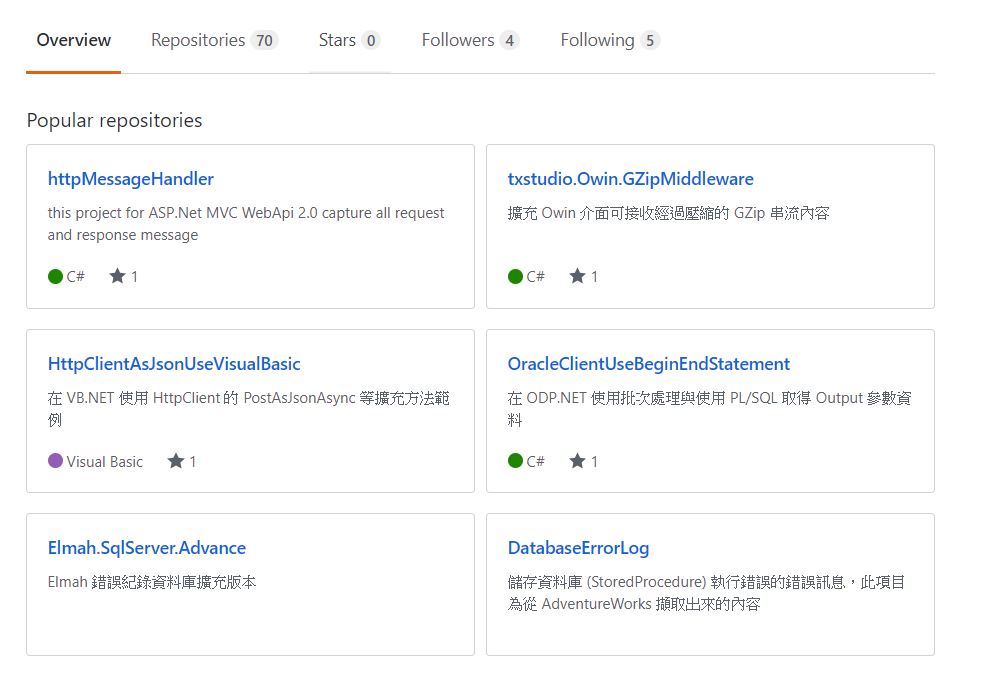 Overview Repositories 70 Stars 0 Followers 4 Following 5
Popular repositories
httpMessageHandler
this project for ASP.Net MVC WebApi 2.0 capture all request
and response message
C# 1
txstudio.Owin.GZipMiddleware
擴充 Owin 介面可接收經過壓縮的 GZip 串流內容
C# 1
HttpClientAsJsonUseVisualBasic
在 VB.NET 使用 HttpClient 的 PostAsJsonAsync 等擴充方法範
例
Visual Basic 1
OracleClientUseBeginEndStatement
在 ODP.NET 使用批次處理與使用 PL/SQL 取得 Output 參數資
料
C# 1
Elmah.SqlServer.Advance
Elmah 錯誤紀錄資料庫擴充版本
DatabaseErrorLog
儲存資料庫 (StoredProcedure) 執行錯誤的錯誤訊息，此項目
為從 AdventureWorks 擷取出來的內容